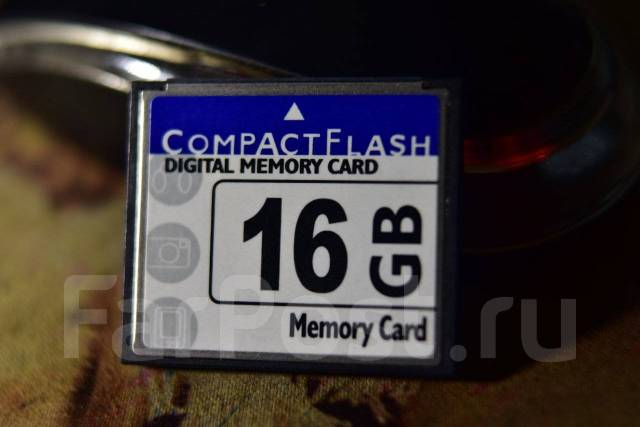 COMPACTFLASH
DIGITAL MEMORY CARD
16 GB
Memory Card
FarPost.ru